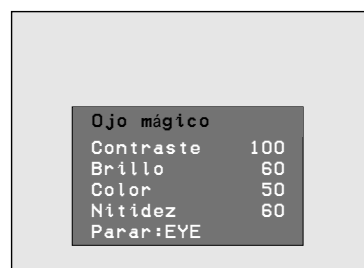 Ojo mágico
Contraste 100
Brillo 60
Color 50
Nitidez 60
Parar:EYE